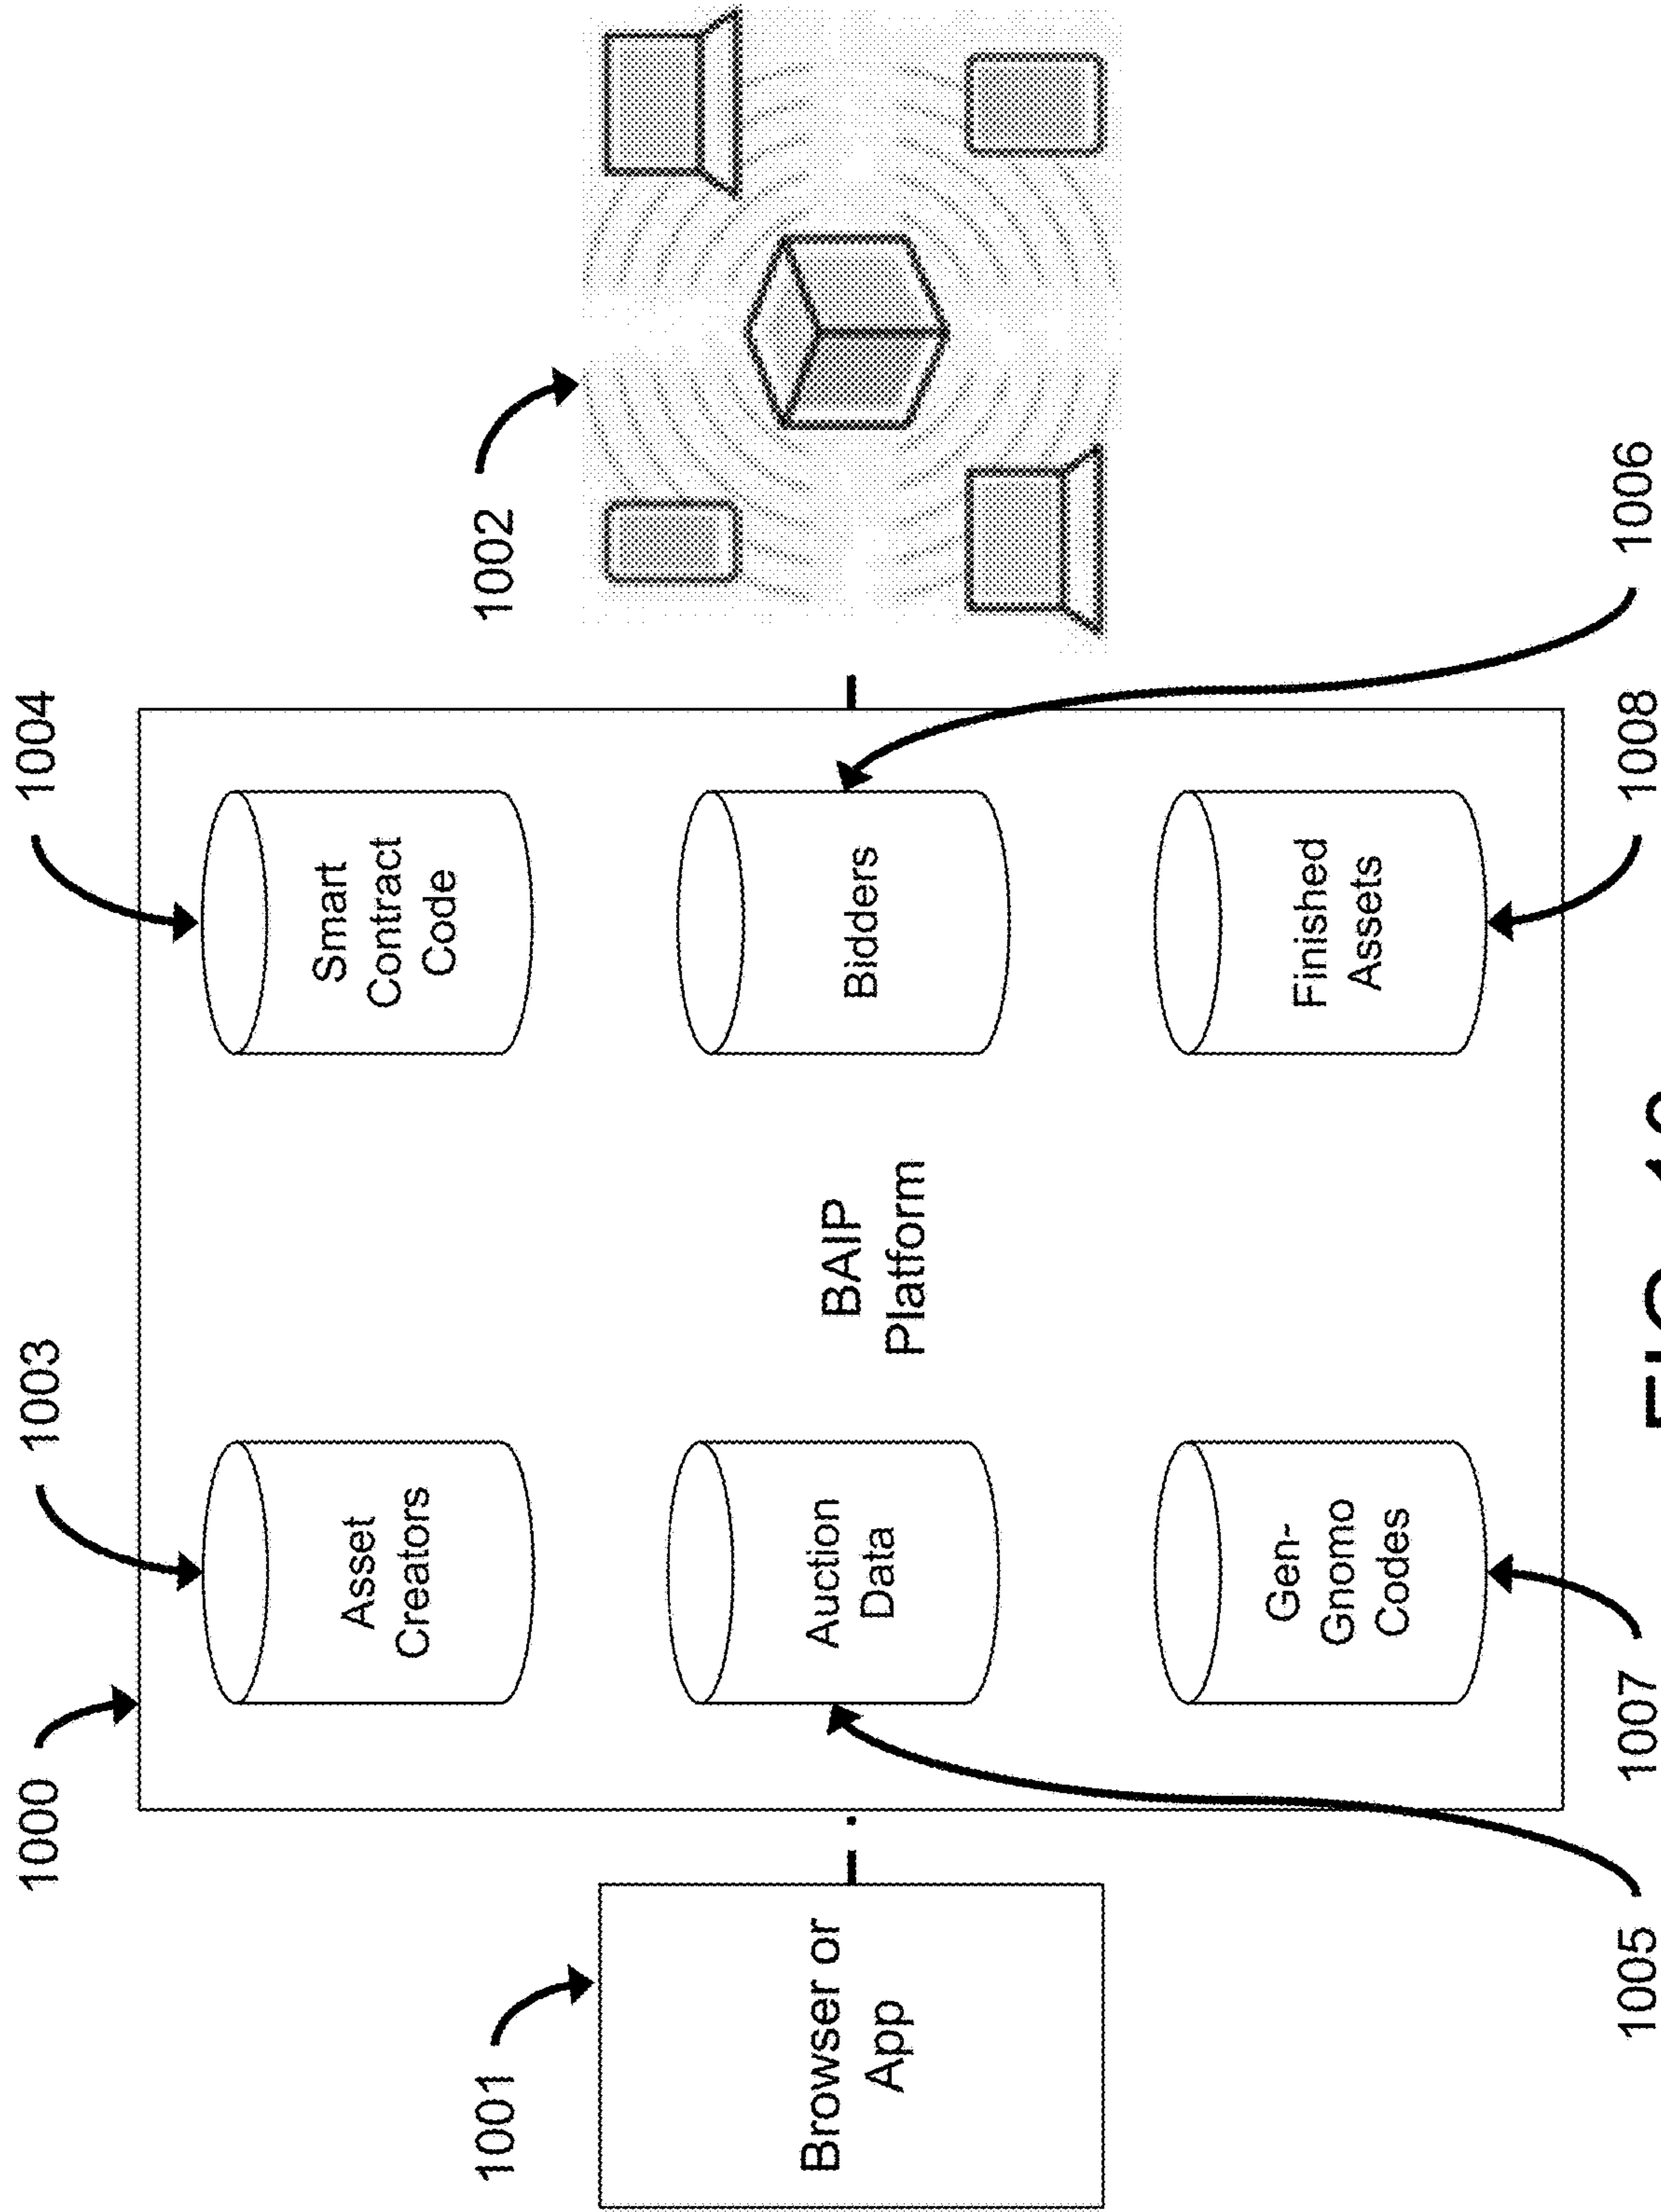 1000
1003
1004
Asset
Creators
Smart
Contract
Code
1001
1002
Browser or
App
Auction
Data
BAIP
Platform
Bidders
Gen-
Gnomo
Codes
Finished
Assets
1005
1007
1008
1006